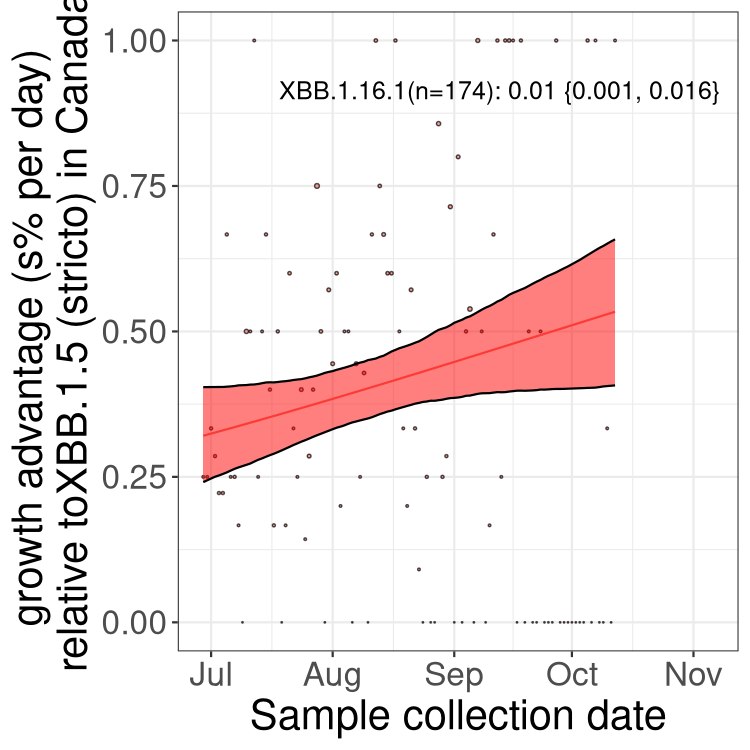 growth advantage (s% per day)
relative toXBB.1.5 (stricto) in Canada
1.00
0.75
0.50
0.25
0.00
XBB.1.16.1(n=174): 0.01 {0.001, 0.016}
Jul Aug Sep Oct Nov
Sample collection date